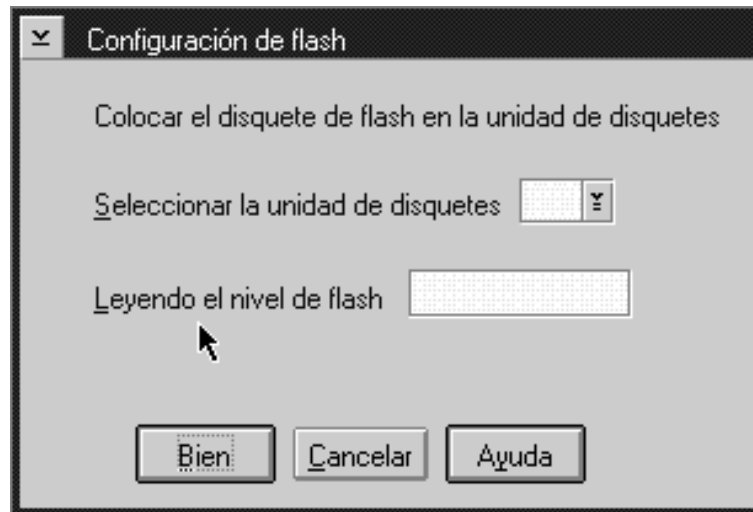 Configuración de flash
Colocar el disquete de flash en la unidad de disquetes
Seleccionar la unidad de disquetes
Leyendo el nivel de flash
Bien Cancelar Ayuda